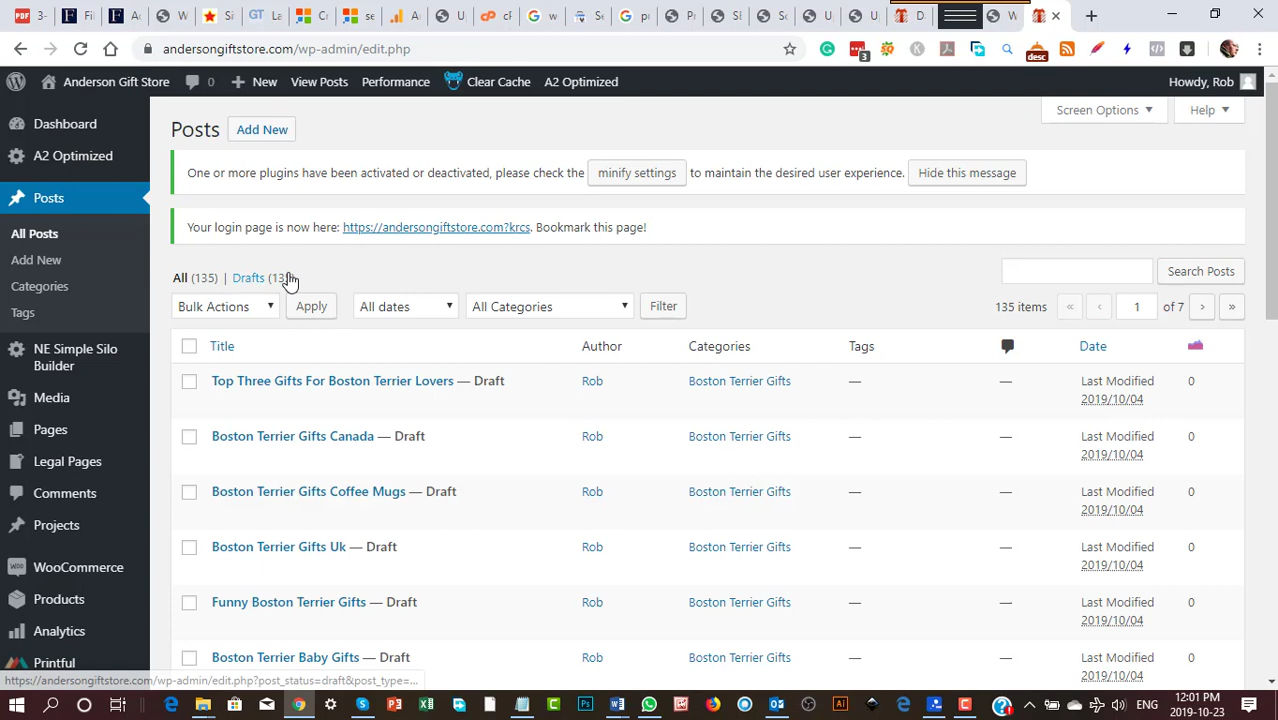 andersongiftstore.com/wp-admin/edit.php
3
desc
Anderson Gift Store 0 New View Posts Performance Clear Cache A2 Optimized Howdy, Rob
Screen Options Help
Dashboard
A2 Optimized
Posts
All Posts
Add New
Categories
Tags
NE Simple Silo
Builder
Media
Pages
Legal Pages
Comments
Projects
WooCommerce
Products
Analytics
Printful
Posts Add New
One or more plugins have been activated or deactivated, please check the minify settings to maintain the desired user experience. Hide this message
Your login page is now here: https://andersongiftstore.com?krcs. Bookmark this page!
All (135) | Drafts
Search Posts
Bulk Actions Apply All dates All Categories Filter 135 items « ‹ 1 of 7 › »
Title Author Categories Tags Date
Top Three Gifts For Boston Terrier Lovers — Draft Rob Boston Terrier Gifts — — Last Modified 0
2019/10/04
Boston Terrier Gifts Canada — Draft Rob Boston Terrier Gifts — — Last Modified 0
2019/10/04
Boston Terrier Gifts Coffee Mugs — Draft Rob Boston Terrier Gifts — — Last Modified 0
2019/10/04
Boston Terrier Gifts Uk — Draft Rob Boston Terrier Gifts — — Last Modified 0
2019/10/04
Funny Boston Terrier Gifts — Draft Rob Boston Terrier Gifts — — Last Modified 0
2019/10/04
Boston Terrier Baby Gifts — Draft Rob Boston Terrier Gifts — — Last Modified 0
https://andersongiftstore.com/wp-admin/edit.php?post_status=draft&post_type=...
12:01 PM
2019-10-23